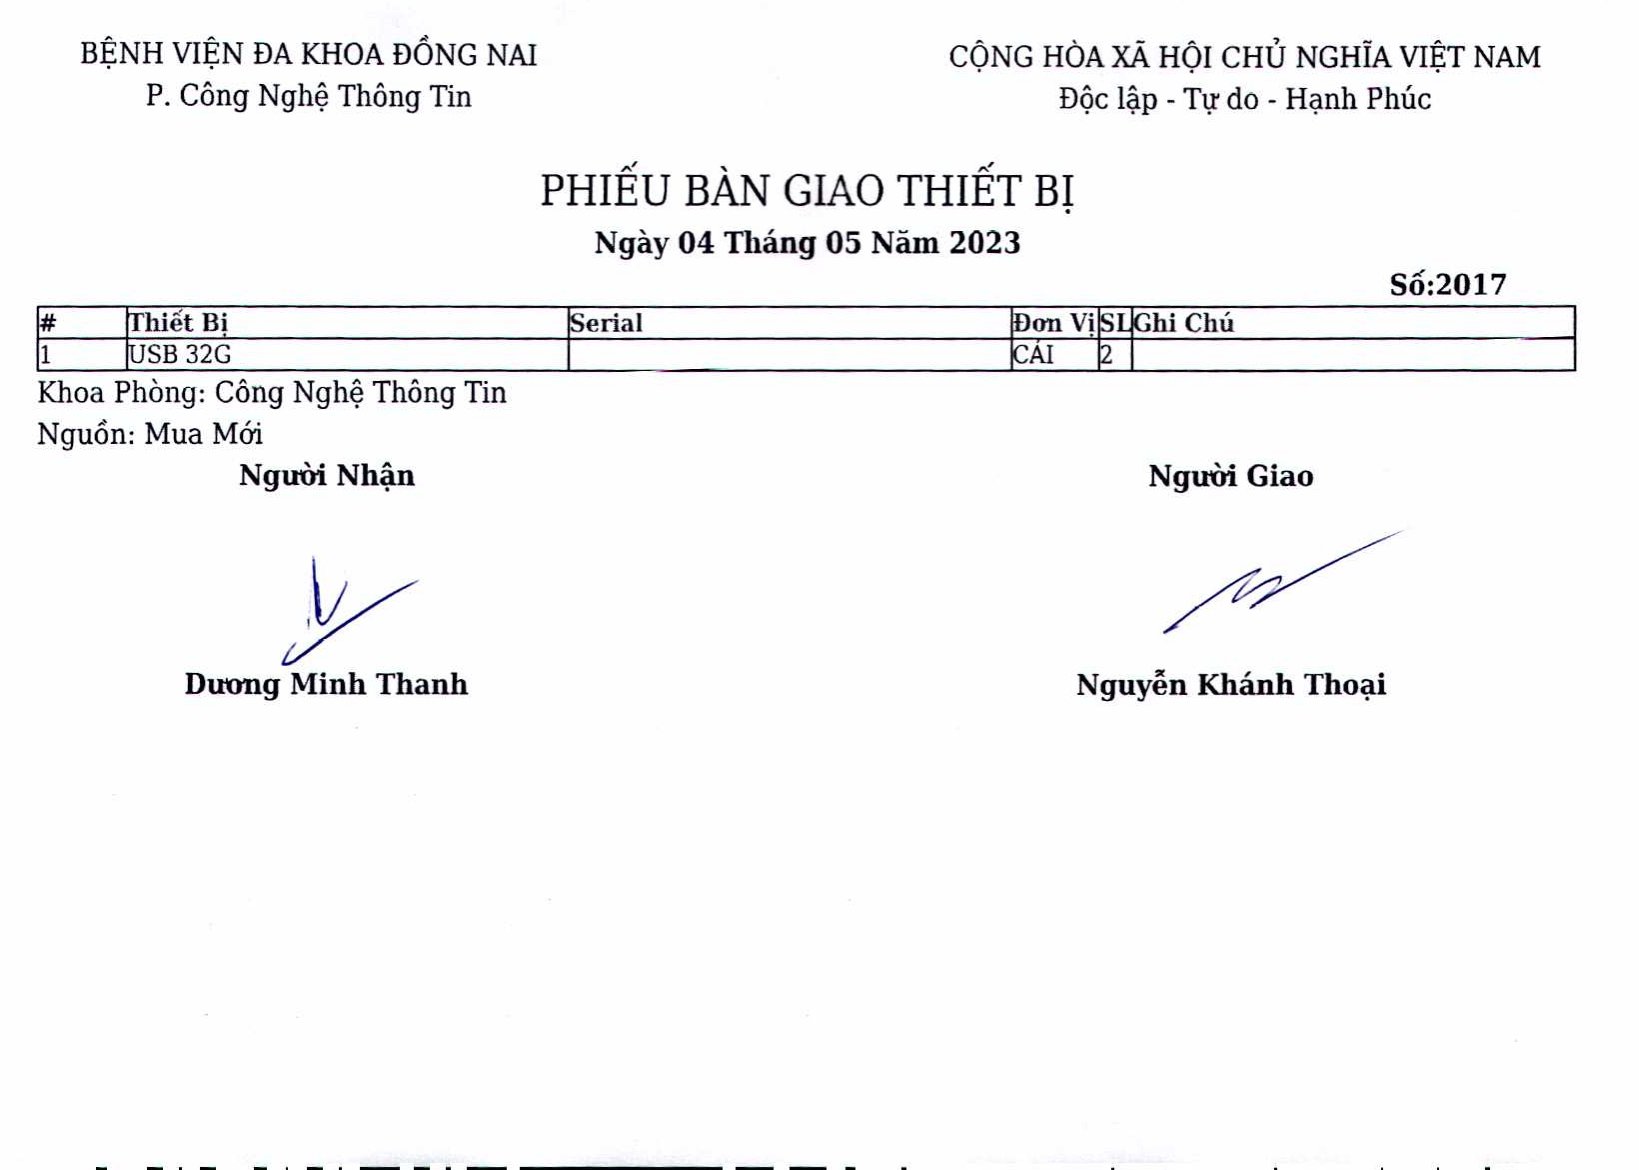 BỆNH VIỆN ĐA KHOA ĐỒNG NAI
P. Công Nghệ Thông Tin
CỘNG HÒA XÃ HỘI CHỦ NGHĨA VIỆT NAM
Độc lập - Tự do - Hạnh Phúc
PHIẾU BÀN GIAO THIẾT BỊ
Ngày 04 Tháng 05 Năm 2023
Số:2017
# Thiết Bị Serial Đơn Vị SL Ghi Chú
1 USB 32G CÁI 2
Khoa Phòng: Công Nghệ Thông Tin
Nguồn: Mua Mới
Người Nhận Người Giao
Dương Minh Thanh Nguyễn Khánh Thoại